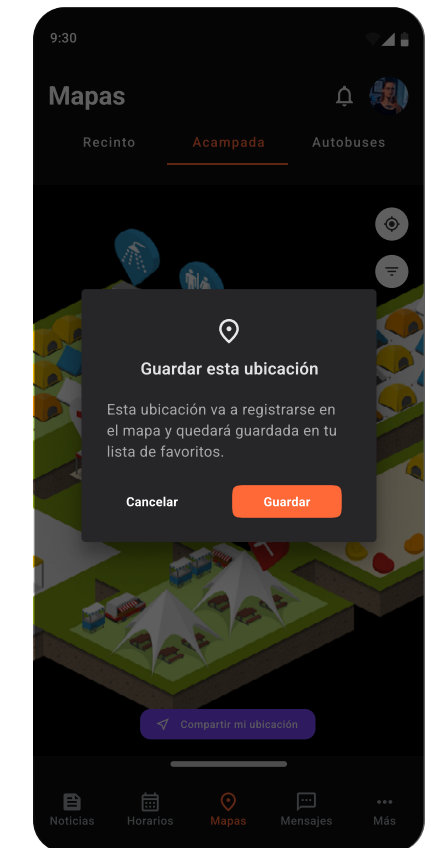 9:30
Mapas
Recinto Acampada Autobuses
Guardar esta ubicación
Esta ubicación va a registrarse en
el mapa y quedará guardada en tu
lista de favoritos.
Cancelar Guardar
Compartir mi ubicación
Noticias Horarios Mapas Mensajes Más